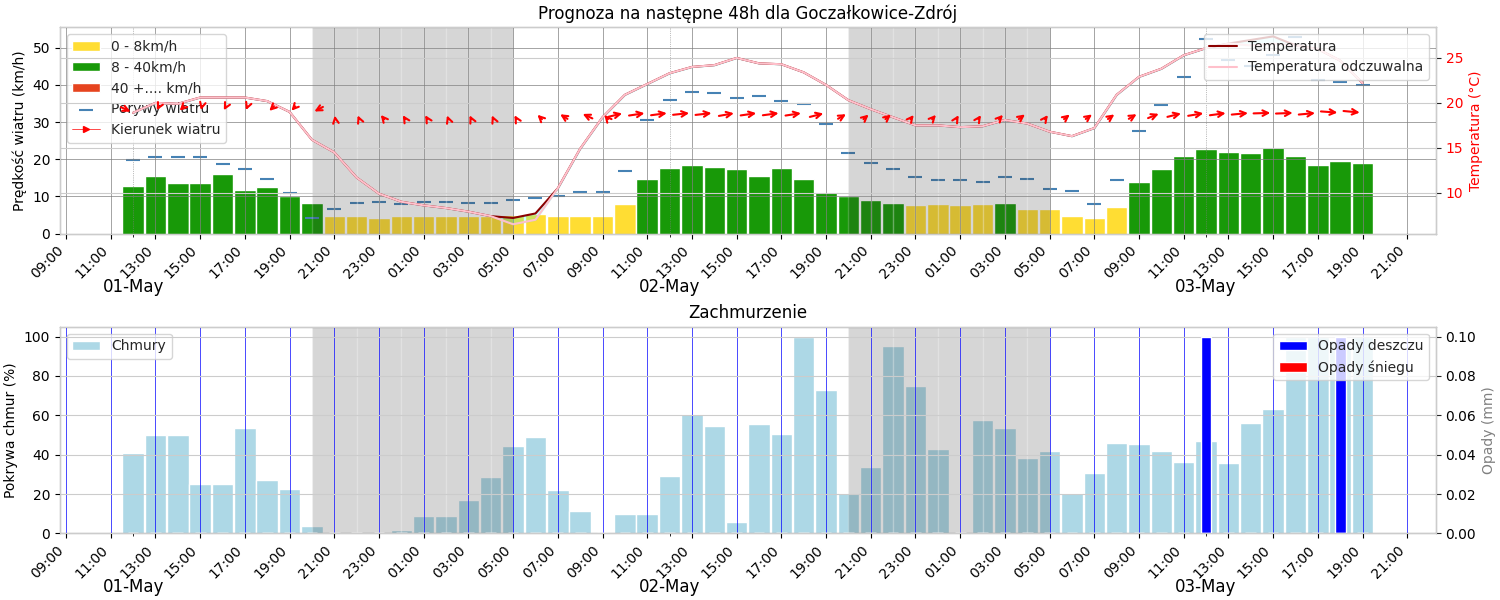 Prognoza na następne 48h dla Goczałkowice-Zdrój
Prędkość wiatru (km/h)
50
40
30
20
10
0
0 - 8km/h
8 - 40km/h
40 +.... km/h
Porywy wiatru
Kierunek wiatru
Temperatura
Temperatura odczuwalna
25
20
15
10
Temperatura (°C)
09:00 11:00 13:00 15:00 17:00 19:00 21:00 23:00 01:00 03:00 05:00 07:00 09:00 11:00 13:00 15:00 17:00 19:00 21:00 23:00 01:00 03:00 05:00 07:00 09:00 11:00 13:00 15:00 17:00 19:00 21:00
01-May 02-May 03-May
Zachmurzenie
Pokrywa chmur (%)
100
80
60
40
20
0
Chmury
Opady deszczu
Opady śniegu
0.10
0.08
0.06
0.04
0.02
0.00
Opady (mm)
09:00 11:00 13:00 15:00 17:00 19:00 21:00 23:00 01:00 03:00 05:00 07:00 09:00 11:00 13:00 15:00 17:00 19:00 21:00 23:00 01:00 03:00 05:00 07:00 09:00 11:00 13:00 15:00 17:00 19:00 21:00
01-May 02-May 03-May